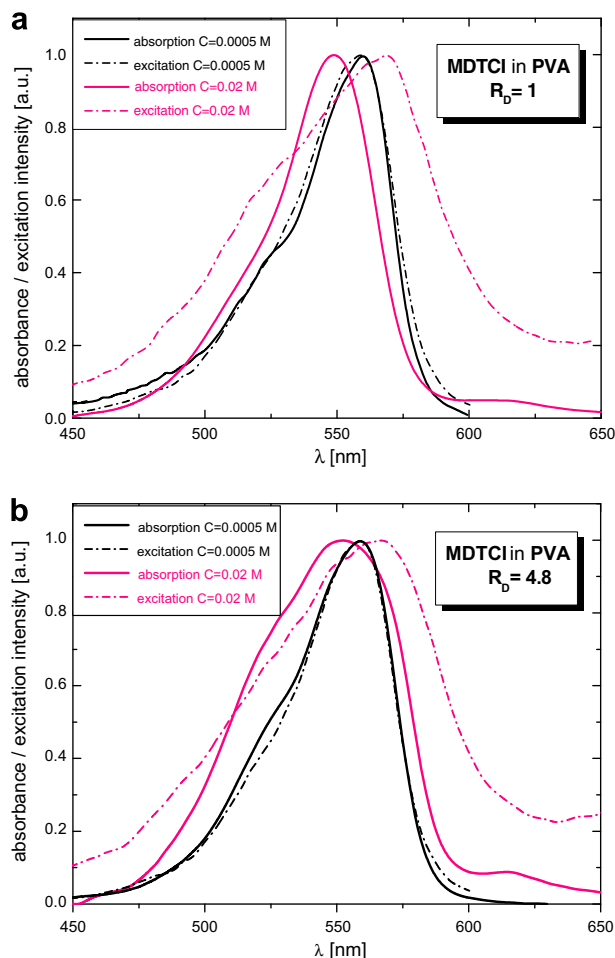 a
absorption C=0.0005 M
excitation C=0.0005 M
absorption C=0.02 M
excitation C=0.02 M
MDTCI in PVA
R_D= 1
absorbance / excitation intensity [a.u.]
1.0
0.8
0.6
0.4
0.2
0.0
450 500 550 600 650
λ [nm]
b
absorption C=0.0005 M
excitation C=0.0005 M
absorption C=0.02 M
excitation C=0.02 M
MDTCI in PVA
R_D= 4.8
absorbance / excitation intensity [a.u.]
1.0
0.8
0.6
0.4
0.2
0.0
450 500 550 600 650
λ [nm]